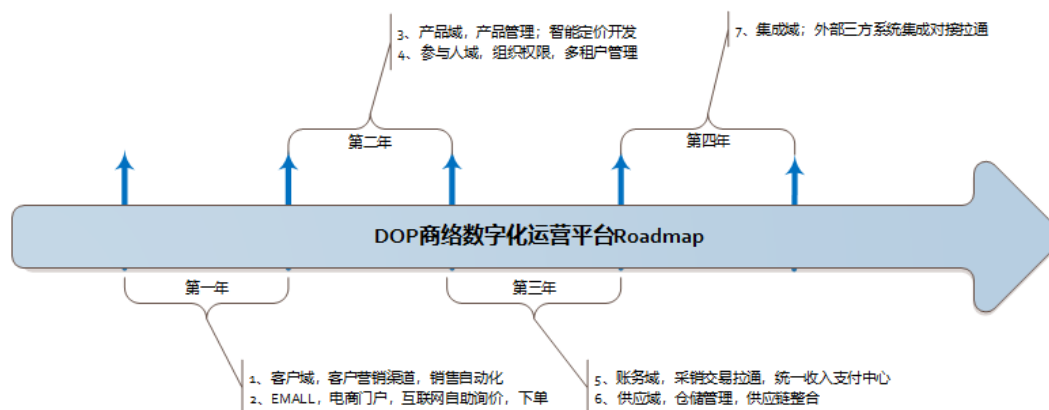 3、产品域，产品管理；智能定价开发
4、参与人域，组织权限，多租户管理
7、集成域；外部三方系统集成对接拉通
第二年
第四年
DOP商络数字化运营平台Roadmap
第一年
第三年
1、客户域，客户营销渠道，销售自动化
2、EMALL，电商门户，互联网自助询价，下单
5、账务域，采销交易拉通，统一收入支付中心
6、供应域，仓储管理，供应链整合